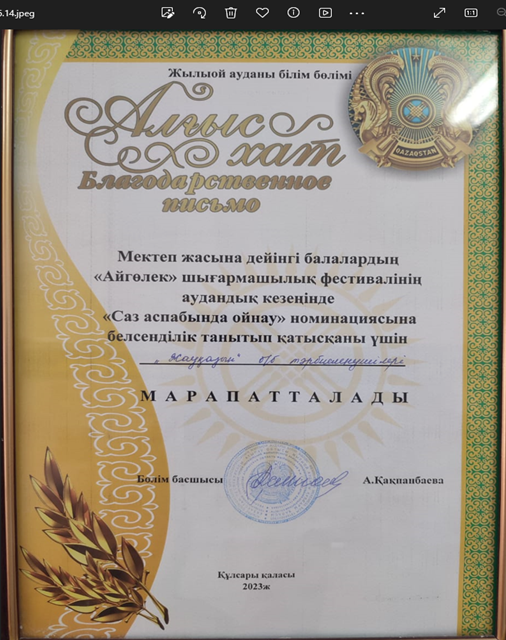 5.14.jpeg
1:1
Жылыой ауданы білім бөлімі
Алғыс
хат
Благодарственное
письмо
QAZAQSTAN
Мектеп жасына дейінгі балалардың
«Айгөлек» шығармашылық фестивалінің
аудандық кезеңінде
«Саз аспабында ойнау» номинациясына
белсенділік танытып қатысқаны үшін
„Жауқазын" б/б тәрбиеленушілері
МАРАПАТТАЛАДЫ
Бөлім басшысы А.Қақпанбаева
Құлсары қаласы
2023ж